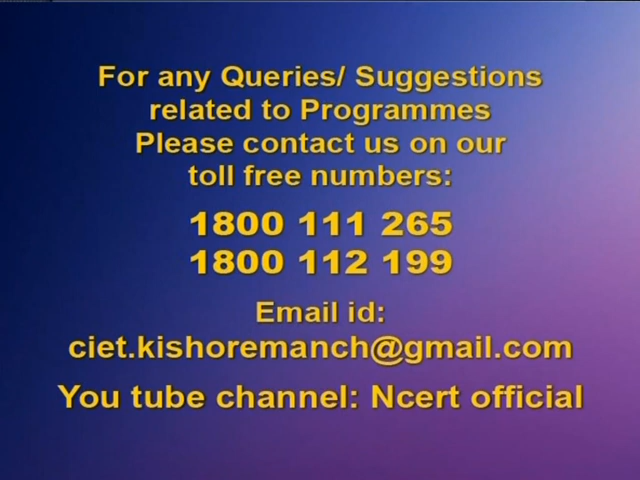 For any Queries/ Suggestions
related to Programmes
Please contact us on our
toll free numbers:
1800 111 265
1800 112 199
Email id:
ciet.kishoremanch@gmail.com
You tube channel: Ncert official